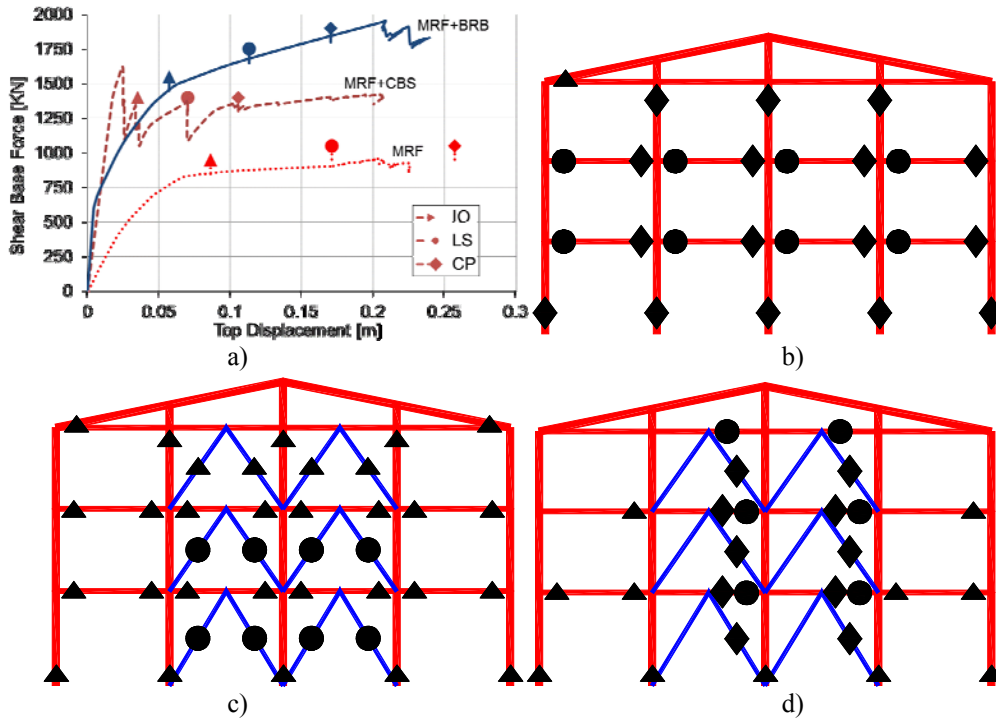 2000
1750
1500
1250
1000
750
500
250
0
Shear Base Force [KN]
MRF+BRB
MRF+CBS
MRF
IO
LS
CP
0 0.05 0.1 0.15 0.2 0.25 0.3
Top Displacement [m]
a) b)
c) d)